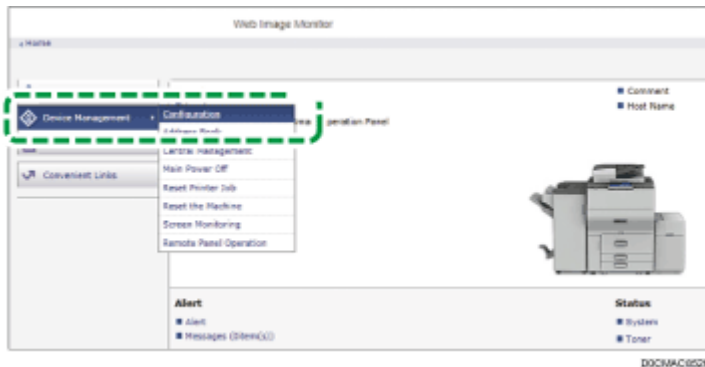 Web Image Monitor
Home
Comment
Host Name
Device Management
Configuration
Operation Panel
Address Book
Central Management
Convenient Links
Main Power Off
Reset Printer Job
Reset the Machine
Screen Monitoring
Remote Panel Operation
Alert
Status
Alert
System
Messages (0item(s))
Toner